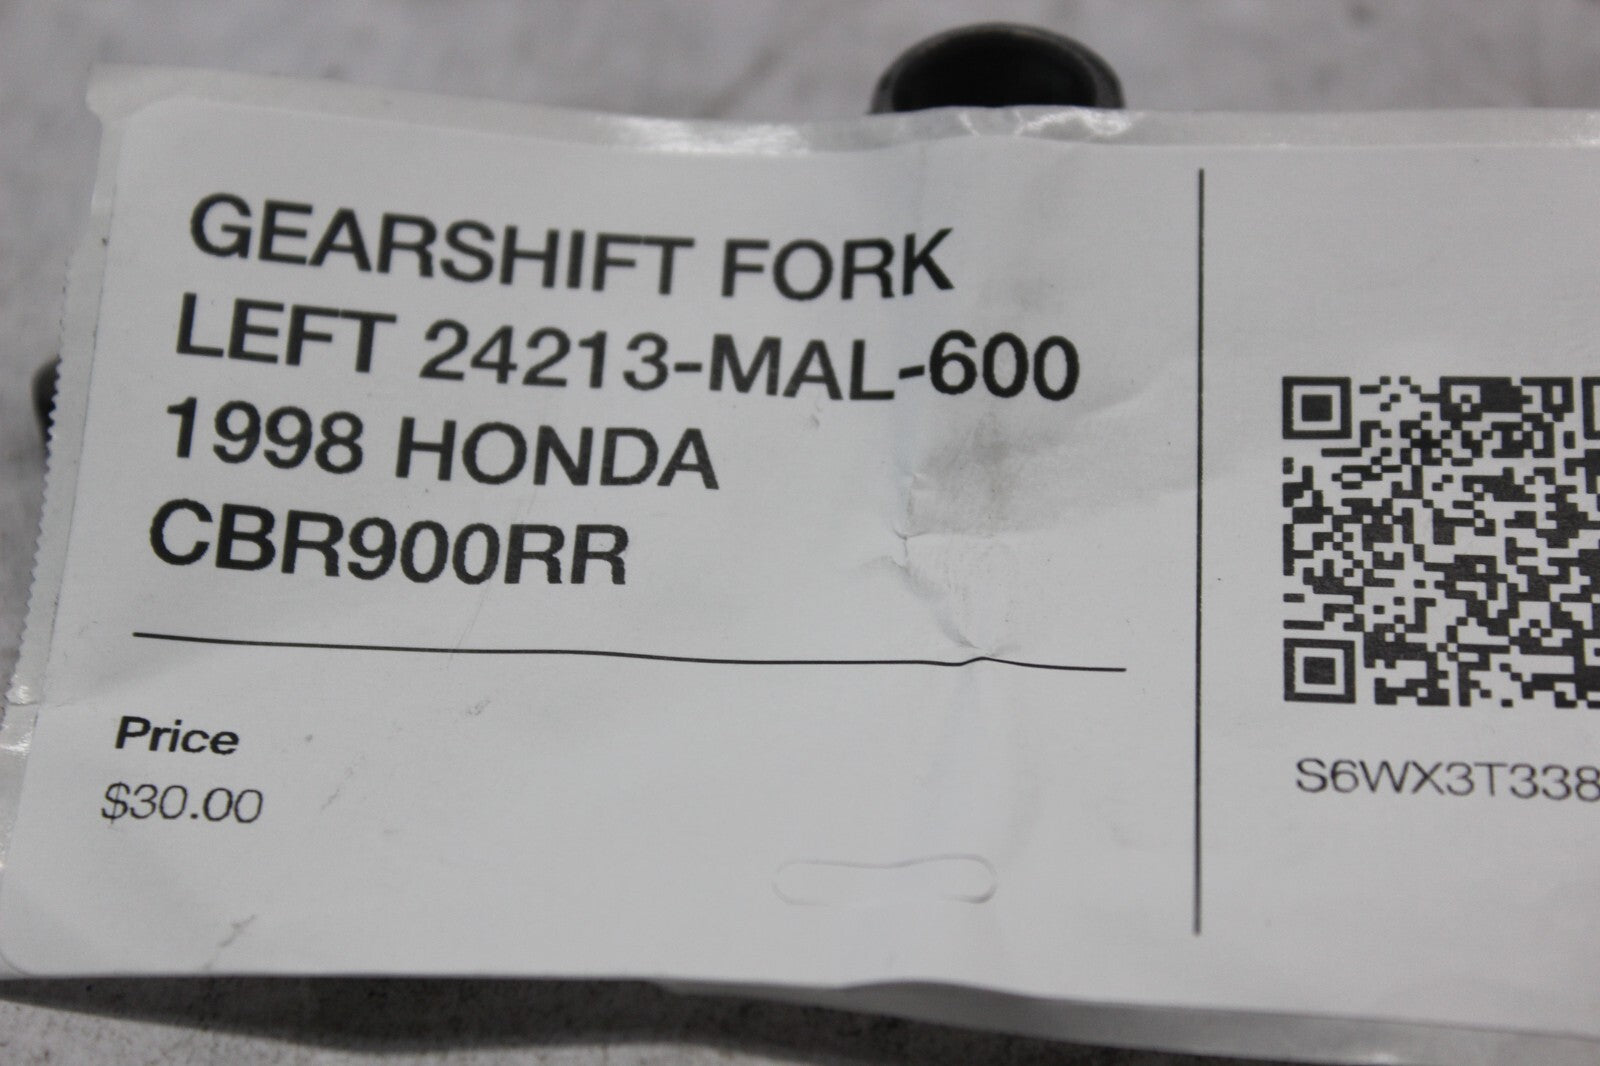 GEARSHIFT FORK
LEFT 24213-MAL-600
1998 HONDA
CBR900RR
Price
$30.00
S6WX3T338